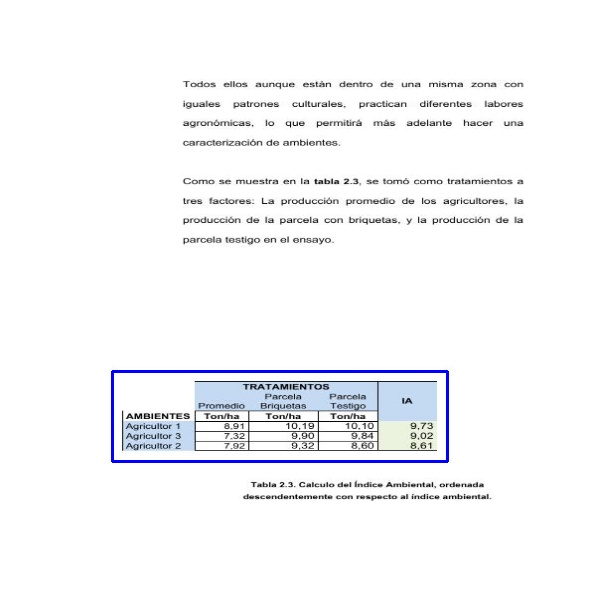 Todos ellos aunque están dentro de una misma zona con
iguales patrones culturales, practican diferentes labores
agronómicas, lo que permitirá más adelante hacer una
caracterización de ambientes.
Como se muestra en la tabla 2.3, se tomó como tratamientos a
tres factores: La producción promedio de los agricultores, la
producción de la parcela con briquetas, y la producción de la
parcela testigo en el ensayo.
TRATAMIENTOS
Parcela Parcela IA
Promedio Briquetas Testigo
AMBIENTES Ton/ha Ton/ha Ton/ha
Agricultor 1 8,91 10,19 10,10 9,73
Agricultor 3 7,32 9,90 9,84 9,02
Agricultor 2 7,92 9,32 8,60 8,61
Tabla 2.3. Calculo del Índice Ambiental, ordenada
descendentemente con respecto al índice ambiental.